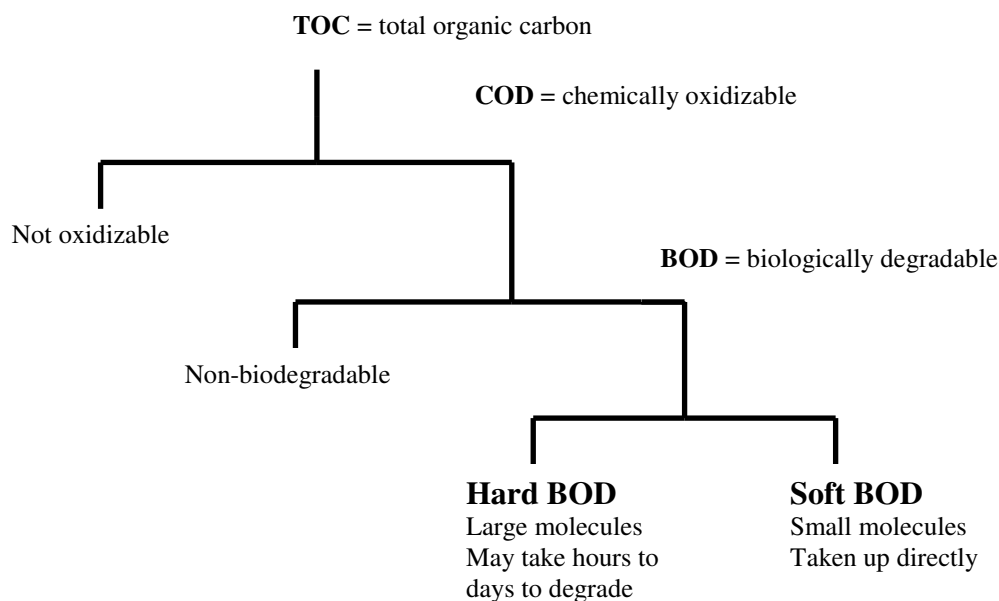 TOC = total organic carbon
COD = chemically oxidizable
Not oxidizable
BOD = biologically degradable
Non-biodegradable
Hard BOD
Large molecules
May take hours to
days to degrade
Soft BOD
Small molecules
Taken up directly